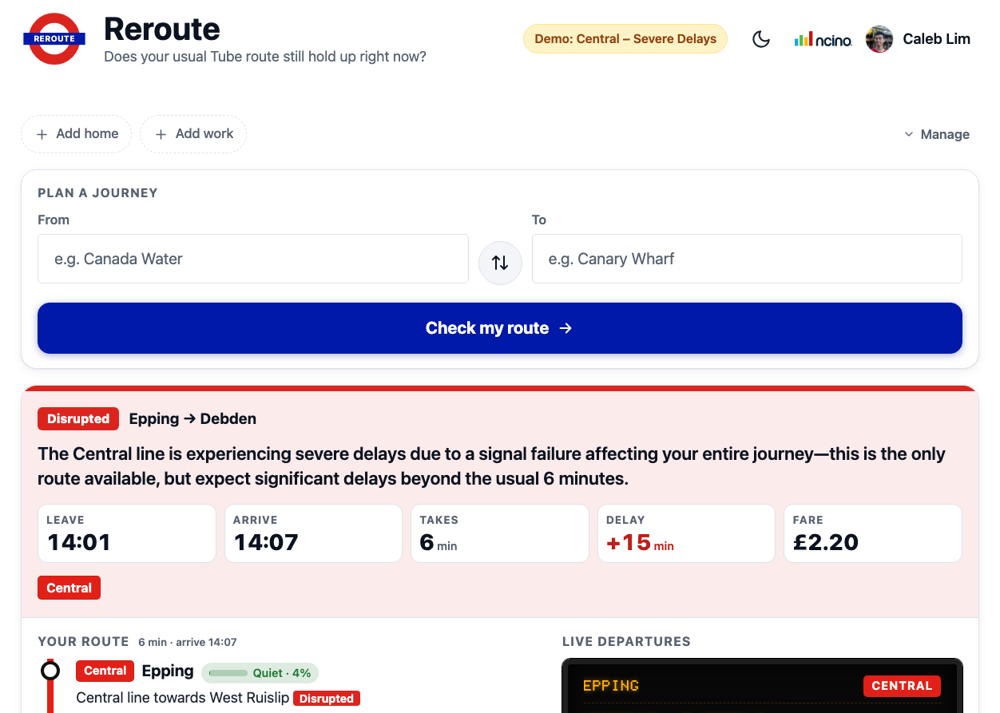 REROUTE
Reroute
Does your usual Tube route still hold up right now?
Demo: Central – Severe Delays
ncino.
Caleb Lim
Add home
Add work
Manage
PLAN A JOURNEY
From
To
e.g. Canada Water
e.g. Canary Wharf
Check my route →
Disrupted Epping → Debden
The Central line is experiencing severe delays due to a signal failure affecting your entire journey—this is the only
route available, but expect significant delays beyond the usual 6 minutes.
LEAVE
14:01
ARRIVE
14:07
TAKES
6 min
DELAY
+15 min
FARE
£2.20
Central
YOUR ROUTE 6 min · arrive 14:07
Central Epping Quiet · 4%
Central line towards West Ruislip Disrupted
LIVE DEPARTURES
EPPING
CENTRAL